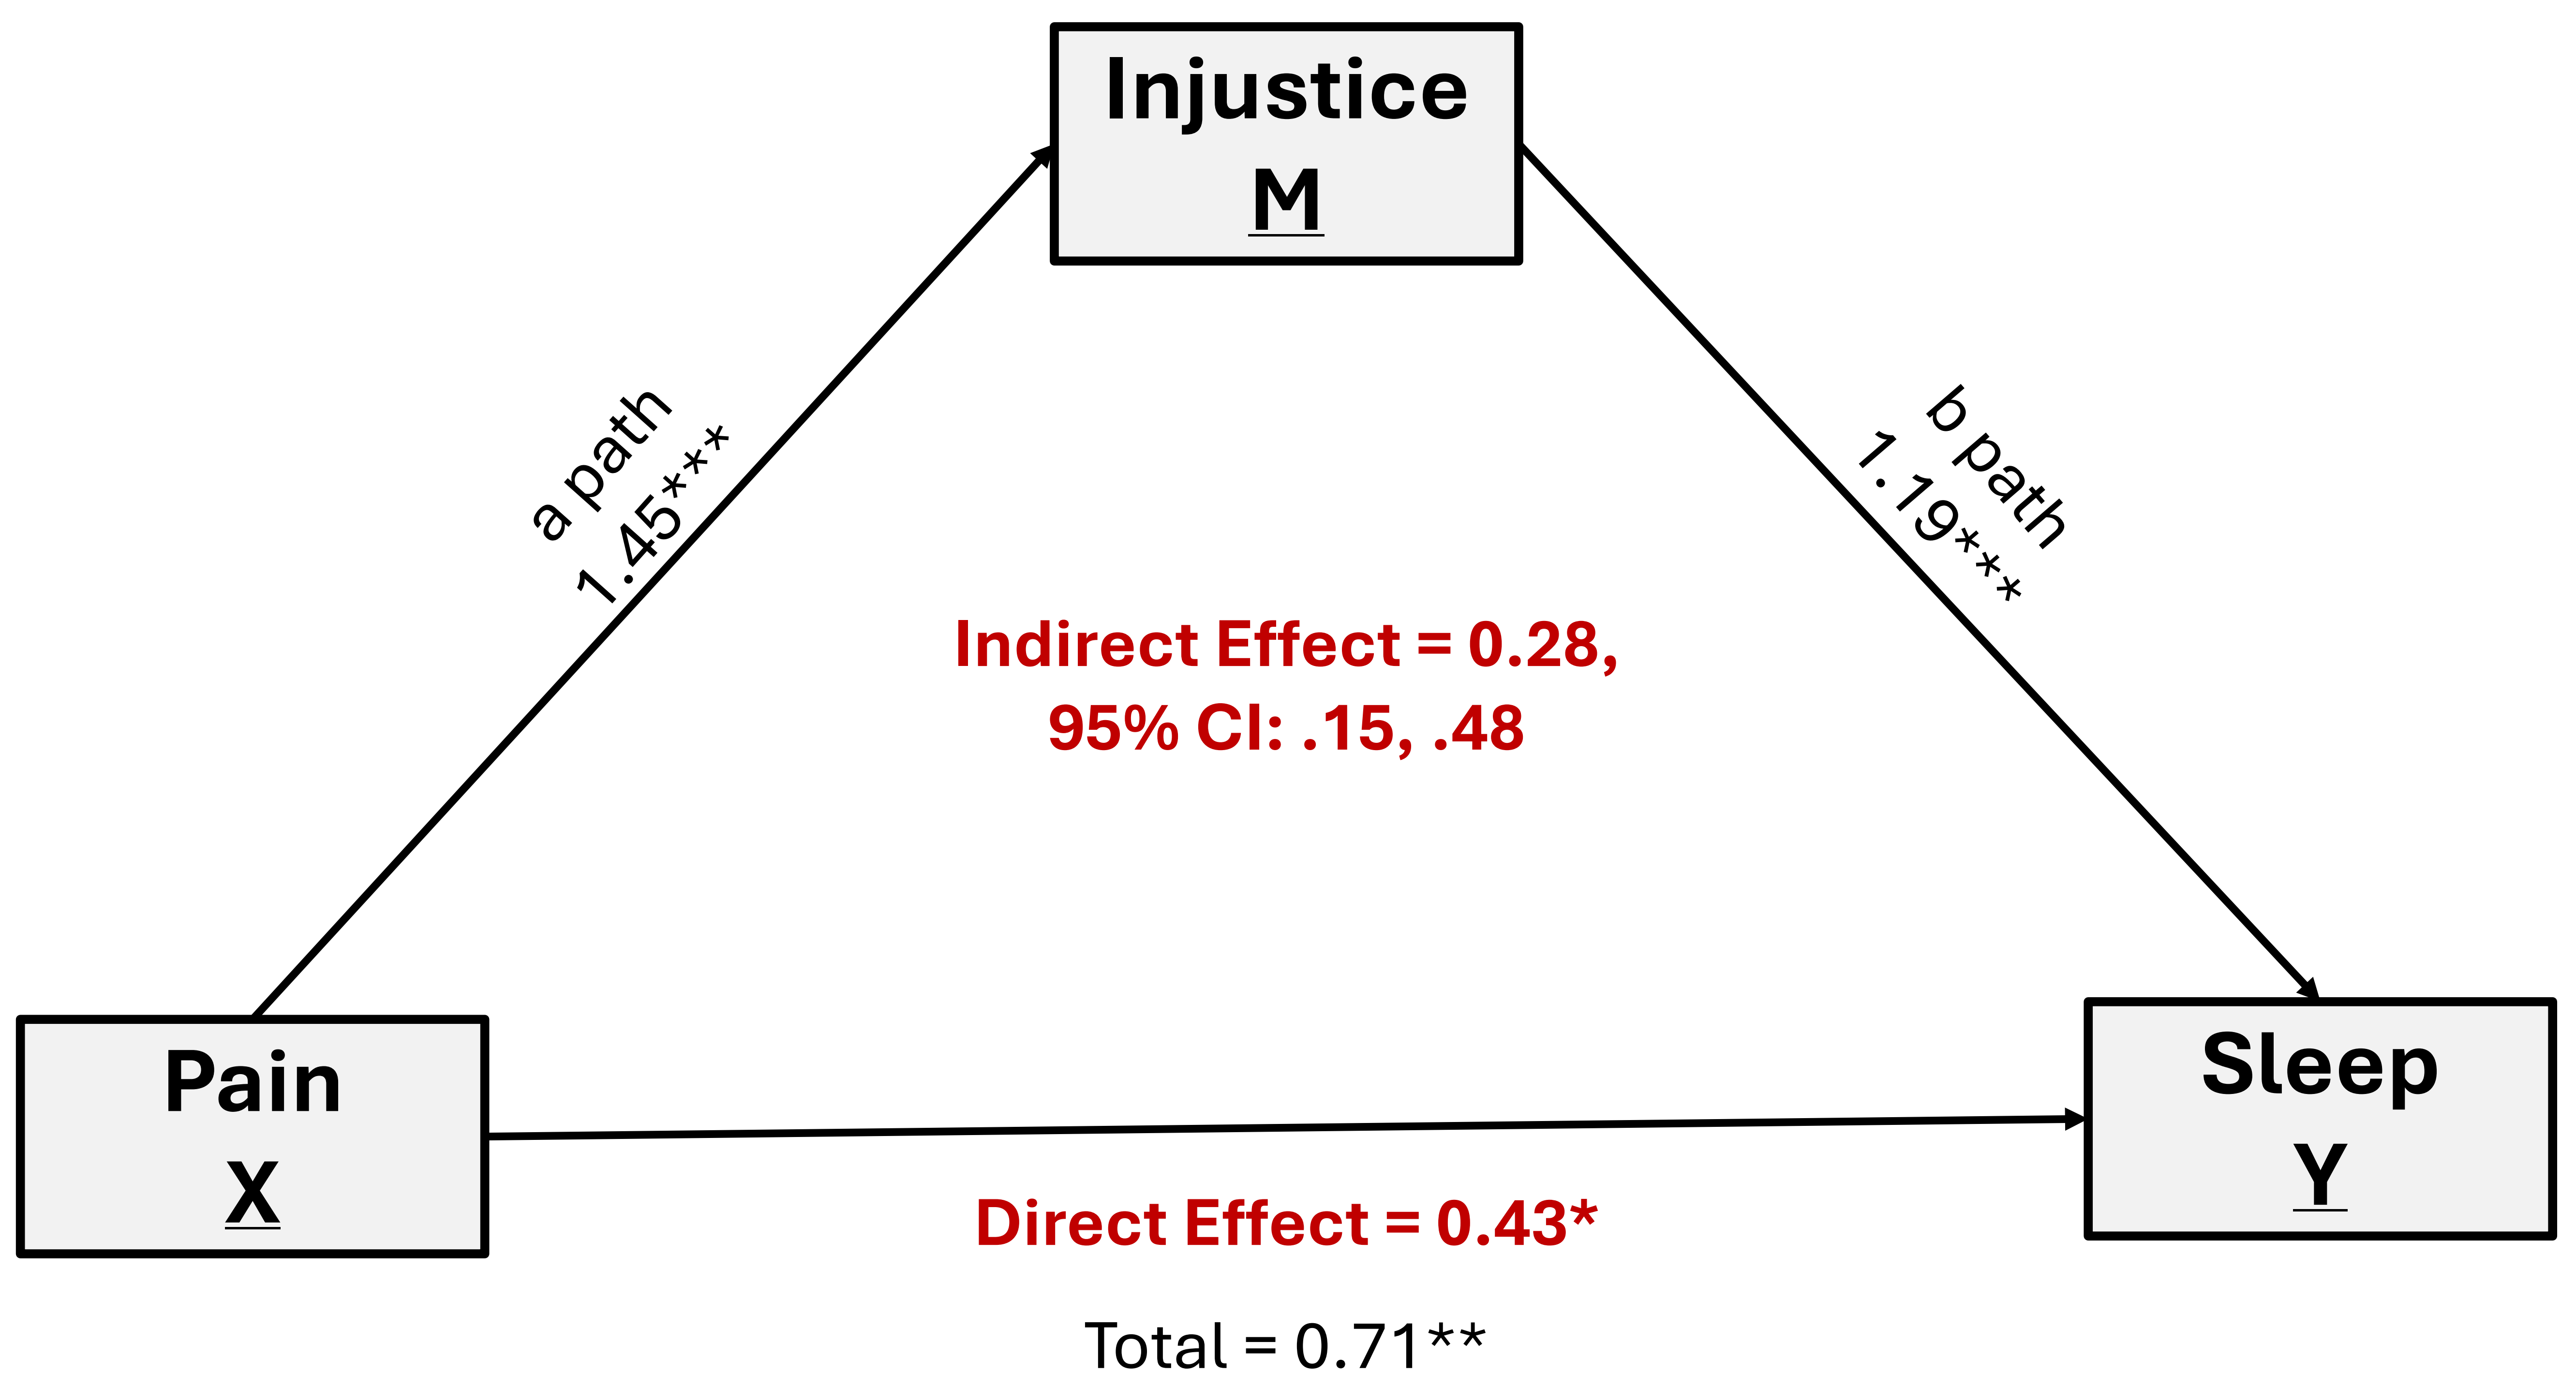 Injustice
M
a path
1.45***
b path
1.19***
Indirect Effect = 0.28,
95% CI: .15, .48
Pain
X
Sleep
Y
Direct Effect = 0.43*
Total = 0.71**